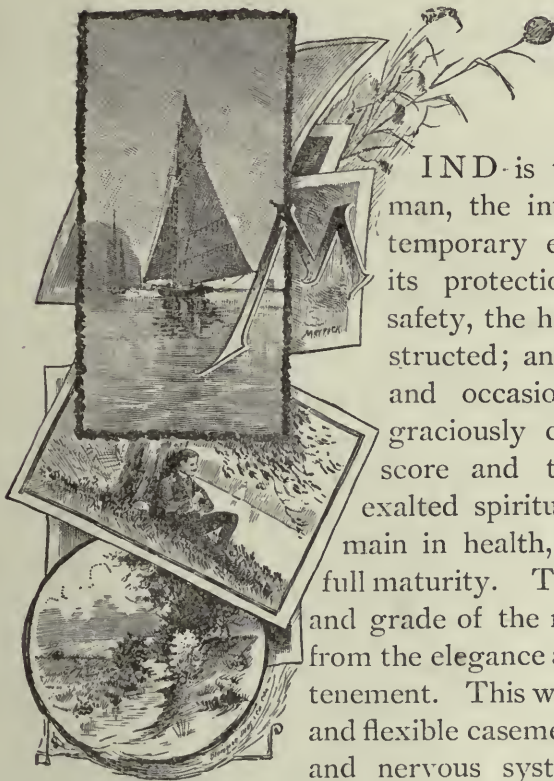 MIND is t
man, the in
temporary e
its protectio
safety, the h
structed; an
and occasio
graciously c
score and t
exalted spiritu
main in health,
full maturity. T
and grade of the r
from the elegance a
tenement. This w
and flexible caseme
and nervous syst